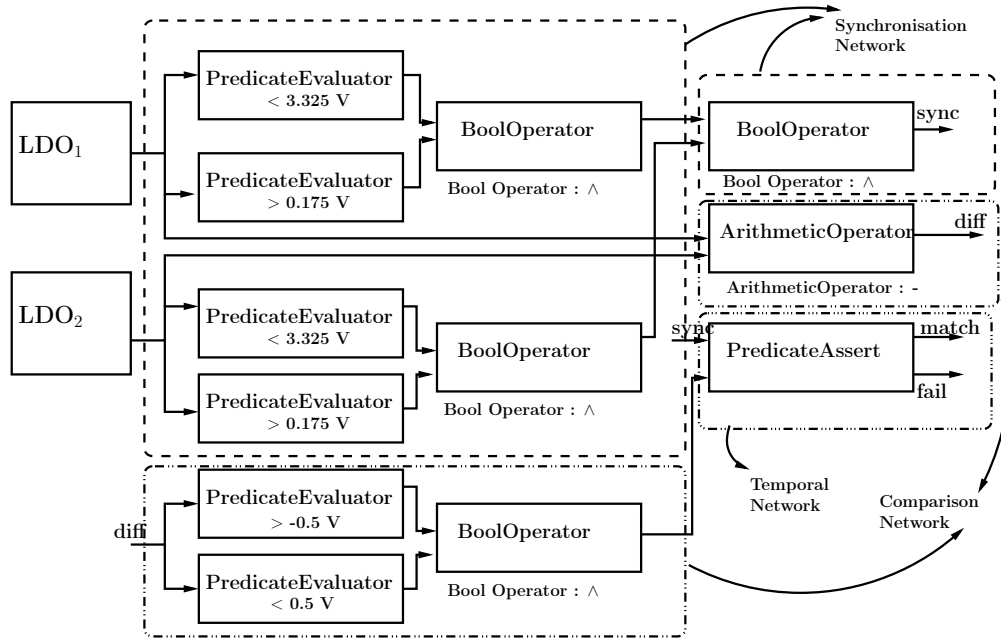 Synchronisation
Network
PredicateEvaluator
< 3.325 V
LDO₁
BoolOperator
Bool Operator : ∧
PredicateEvaluator
> 0.175 V
BoolOperator
sync
Bool Operator : ∧
ArithmeticOperator
diff
ArithmeticOperator : -
LDO₂
PredicateEvaluator
< 3.325 V
BoolOperator
Bool Operator : ∧
PredicateEvaluator
> 0.175 V
sync
PredicateAssert
match
fail
Temporal
Network
Comparison
Network
diff
PredicateEvaluator
> -0.5 V
BoolOperator
Bool Operator : ∧
PredicateEvaluator
< 0.5 V